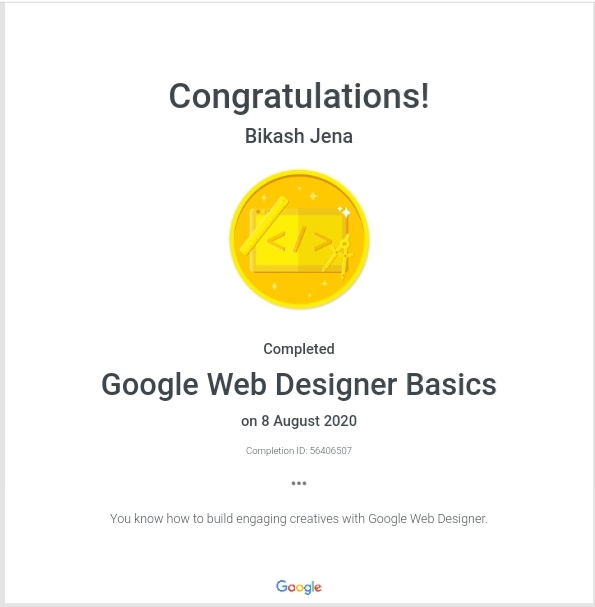 Congratulations!
Bikash Jena
</>
Completed
Google Web Designer Basics
on 8 August 2020
Completion ID: 56406507
•••
You know how to build engaging creatives with Google Web Designer.
Google